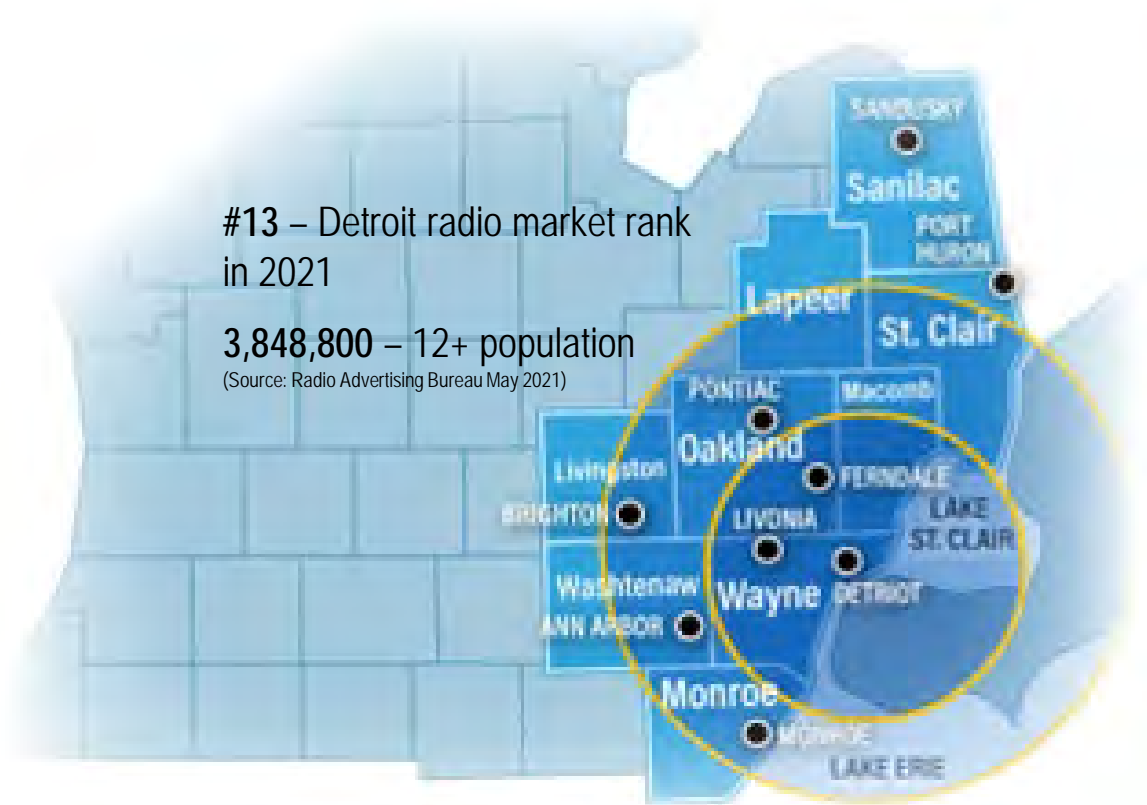 SANDUSKY
Sanilac
#13 – Detroit radio market rank
in 2021
PORT
HURON
Lapeer
St. Clair
3,848,800 – 12+ population
(Source: Radio Advertising Bureau May 2021)
PONTIAC
Macomb
Oakland
Livingston
FERNDALE
BRIGHTON
LIVONIA
LAKE
ST. CLAIR
Washtenaw
Wayne
DETRIOT
ANN ARBOR
Monroe
MONROE
LAKE ERIE